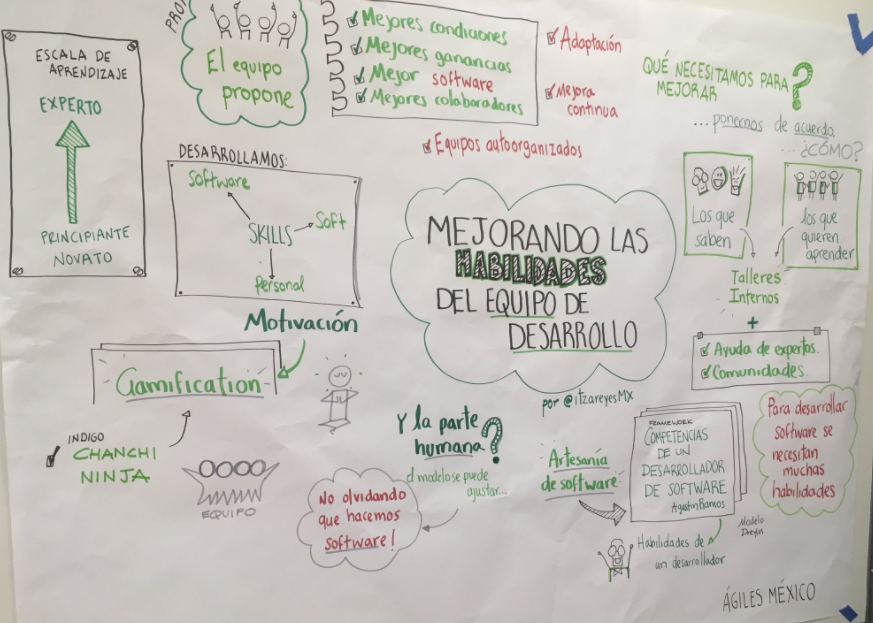 ESCALA DE
APRENDIZAJE
EXPERTO
PRINCIPIANTE
NOVATO
El equipo
propone
Mejores condiciones
Mejores ganancias
Mejor software
Mejores colaboradores
Adaptación
Mejora
continua
Equipos autoorganizados
QUÉ NECESITAMOS PARA
MEJORAR ?
...ponernos de acuerdo
...¿CÓMO?
Los que
saben
los que
quieren
aprender
Talleres
Internos
+
Ayuda de expertos.
Comunidades.
DESARROLLAMOS:
Software
SKILLS
Soft
Personal
MEJORANDO LAS
HABILIDADES
DEL EQUIPO DE
DESARROLLO
por @itzareyesMX
Motivación
Gamification
INDIGO
CHANCHI
NINJA
EQUIPO
Y la parte
humana?
el modelo se puede
ajustar...
No olvidando
que hacemos
software!
Artesanía
de software
FRAMEWORK
COMPETENCIAS
DE UN
DESARROLLADOR
DE SOFTWARE
Agustin Ramos
Modelo
Dreyfus
Habilidades de
un desarrollador
Para desarrollar
software se
necesitan
muchas
habilidades
ÁGILES MÉXICO